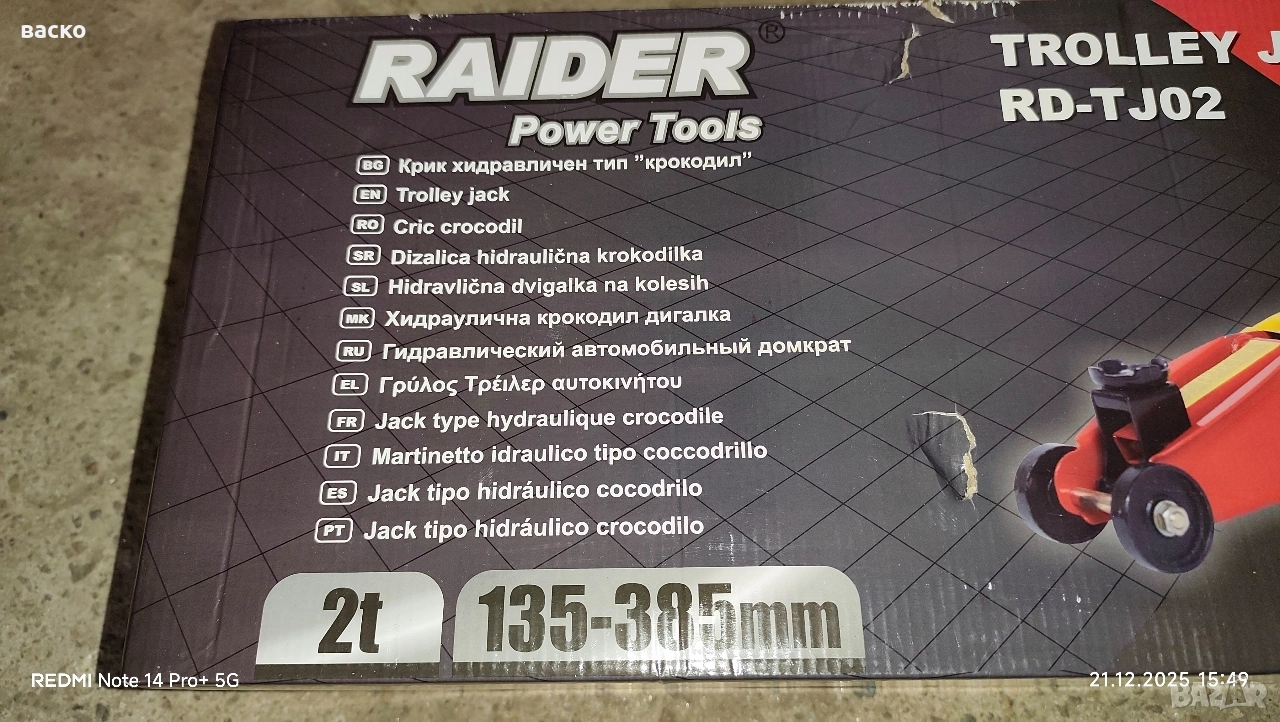 васко
RAIDER®
Power Tools
TROLLEY J
RD-TJ02
BG Крик хидравличен тип ”крокодил”
EN Trolley jack
RO Cric crocodil
SR Dizalica hidraulična krokodilka
SL Hidravlična dvigalka na kolesih
MK Хидраулична крокодил дигалка
RU Гидравлический автомобильный домкрат
EL Γρύλος Τρέιλερ αυτοκινήτου
FR Jack type hydraulique crocodile
IT Martinetto idraulico tipo coccodrillo
ES Jack tipo hidráulico cocodrilo
PT Jack tipo hidráulico crocodilo
2t
135-385mm
REDMI Note 14 Pro+ 5G
21.12.2025 15:49
BAZAR